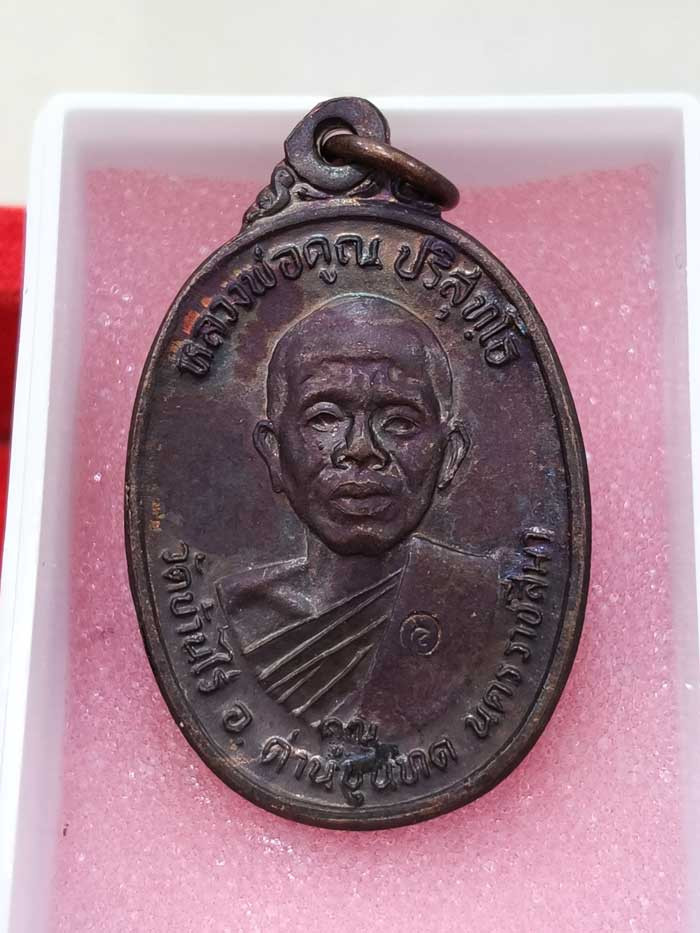 หลวงพ่อคูณ ปริสุทฺโธ
คูณ
วัดบ้านไร่ อ. ด่านขุนทด นครราชสีมา